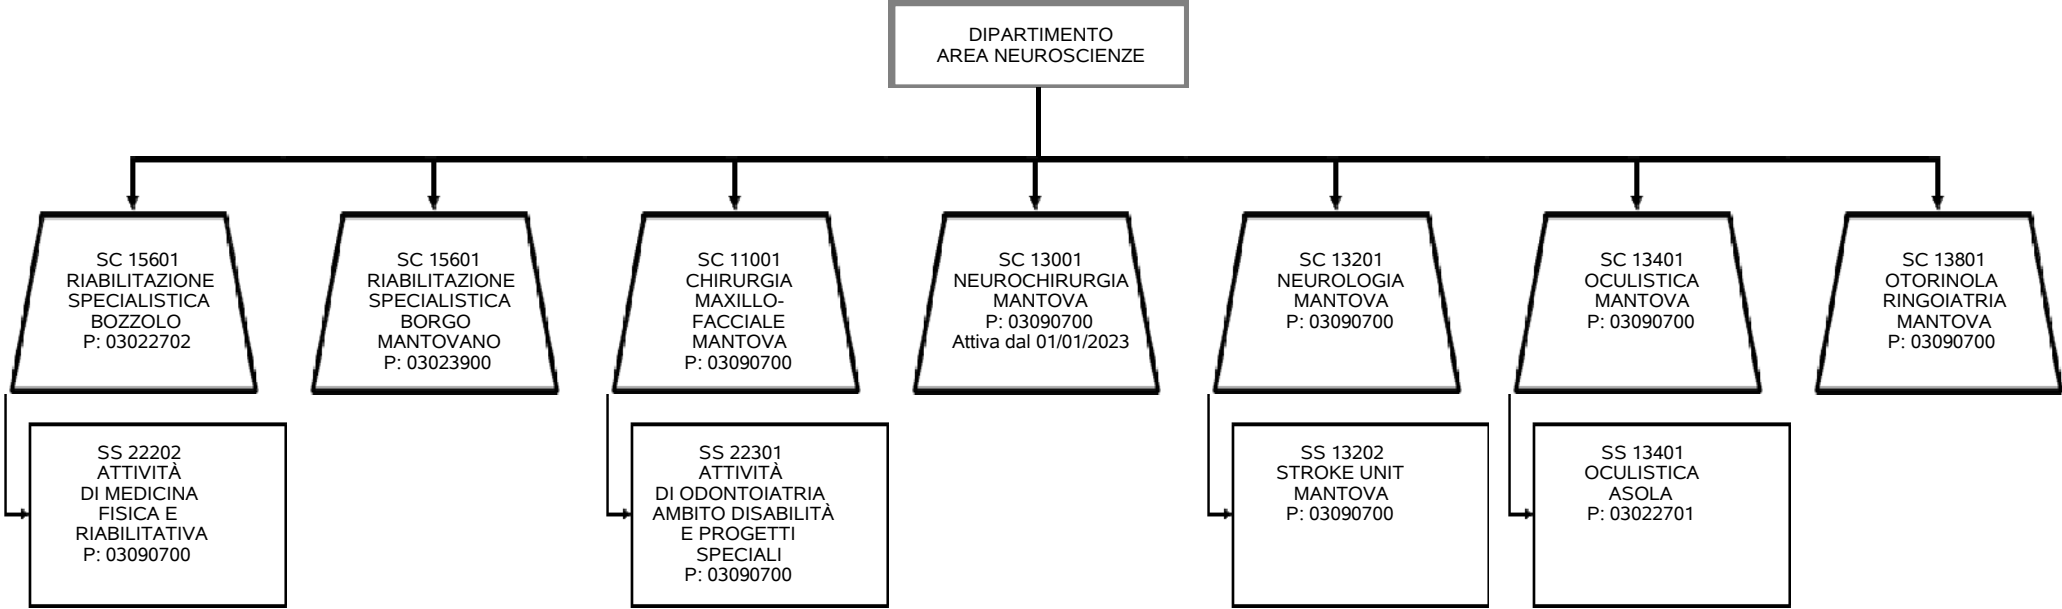 DIPARTIMENTO
AREA NEUROSCIENZE
SC 15601
RIABILITAZIONE
SPECIALISTICA
BOZZOLO
P: 03022702
SC 15601
RIABILITAZIONE
SPECIALISTICA
BORGO
MANTOVANO
P: 03023900
SC 11001
CHIRURGIA
MAXILLO-
FACCIALE
MANTOVA
P: 03090700
SC 13001
NEUROCHIRURGIA
MANTOVA
P: 03090700
Attiva dal 01/01/2023
SC 13201
NEUROLOGIA
MANTOVA
P: 03090700
SC 13401
OCULISTICA
MANTOVA
P: 03090700
SC 13801
OTORINOLA
RINGOIATRIA
MANTOVA
P: 03090700
SS 22202
ATTIVITÀ
DI MEDICINA
FISICA E
RIABILITATIVA
P: 03090700
SS 22301
ATTIVITÀ
DI ODONTOIATRIA
AMBITO DISABILITÀ
E PROGETTI
SPECIALI
P: 03090700
SS 13202
STROKE UNIT
MANTOVA
P: 03090700
SS 13401
OCULISTICA
ASOLA
P: 03022701